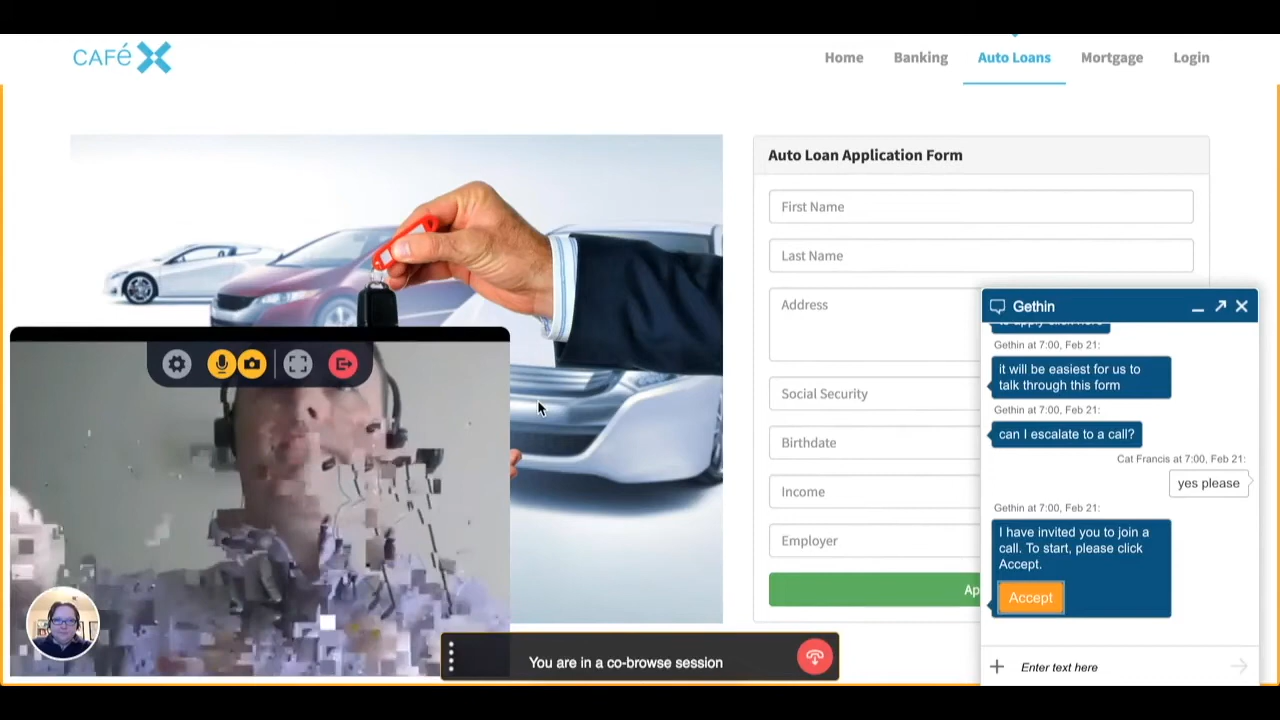 CAFé X
Home Banking Auto Loans Mortgage Login
Auto Loan Application Form
First Name
Last Name
Address
Social Security
Birthdate
Income
Employer
Gethin
to apply click here
Gethin at 7:00, Feb 21:
it will be easiest for us to
talk through this form
Gethin at 7:00, Feb 21:
can I escalate to a call?
Cat Francis at 7:00, Feb 21:
yes please
Gethin at 7:00, Feb 21:
I have invited you to join a
call. To start, please click
Accept.
Accept
Enter text here
You are in a co-browse session